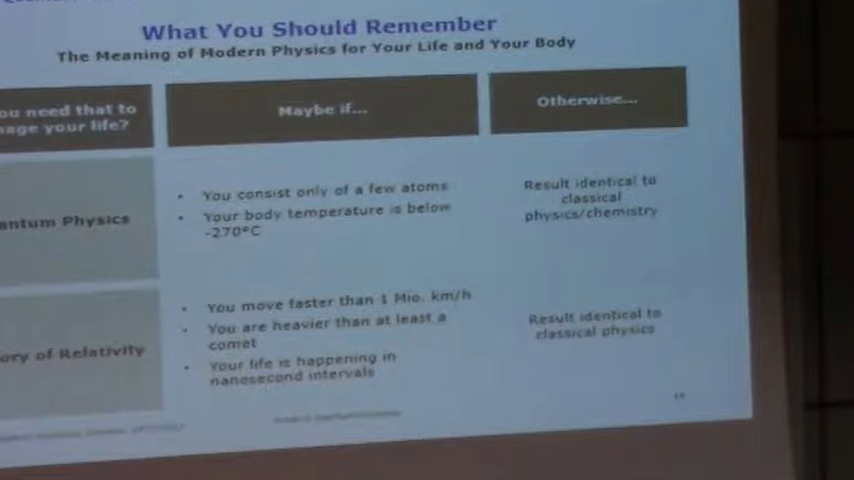 What You Should Remember
The Meaning of Modern Physics for Your Life and Your Body
ou need that to
nage your life?
Maybe if...
Otherwise...
antum Physics
• You consist only of a few atoms
• Your body temperature is below
-270°C
Result identical to
classical
physics/chemistry
ory of Relativity
• You move faster than 1 Mio. km/h
• You are heavier than at least a
comet
• Your life is happening in
nanosecond intervals
Result identical to
classical physics